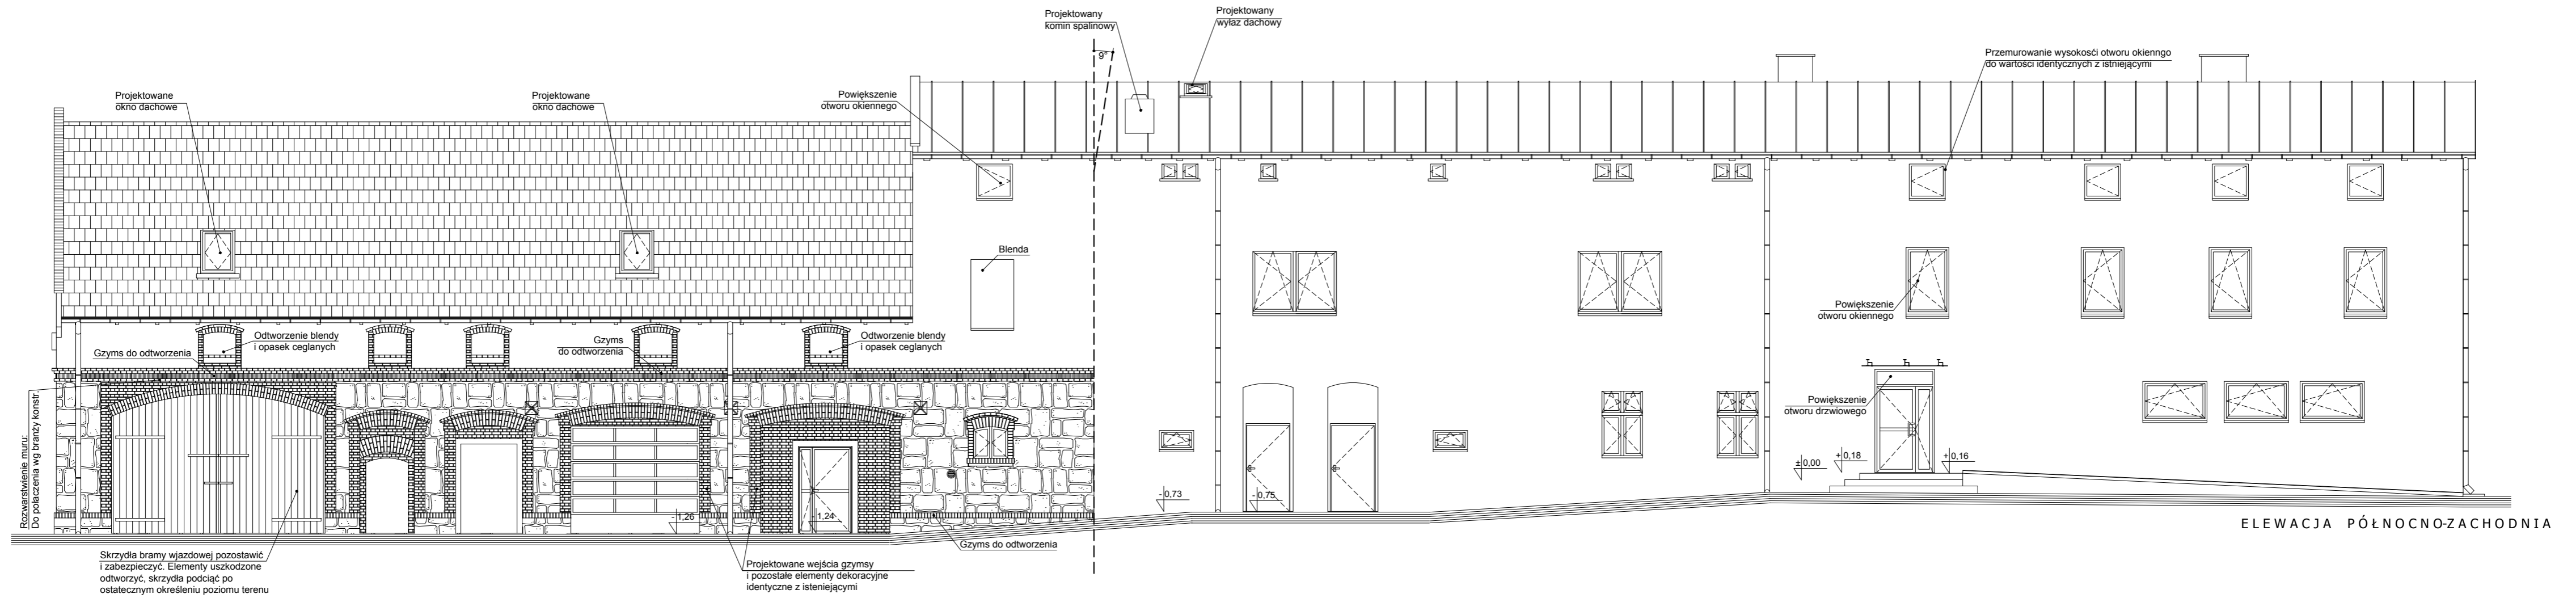 Projektowany
komin spalinowy
Projektowany
wyłaz dachowy
9°
Przemurowanie wysokośći otworu okienngo
do wartości identycznych z istniejącymi
Projektowane
okno dachowe
Projektowane
okno dachowe
Powiększenie
otworu okiennego
Blenda
Powiększenie
otworu okiennego
Odtworzenie blendy
i opasek ceglanych
Gzyms do odtworzenia
Gzyms
do odtworzenia
Odtworzenie blendy
i opasek ceglanych
Powiększenie
otworu drzwiowego
Rozwarstwienie muru:
Do połaczenia wg branży konstr.
± 0,00
+ 0,18
+ 0,16
- 0,73
- 0,75
- 1,26
- 1,24
ELEWACJA PÓŁNOCNO-ZACHODNIA
Gzyms do odtworzenia
Skrzydła bramy wjazdowej pozostawić
i zabezpieczyć. Elementy uszkodzone
odtworzyć, skrzydła podciąć po
ostatecznym określeniu poziomu terenu
Projektowane wejścia gzymsy
i pozostałe elementy dekoracyjne
identyczne z isteniejącymi